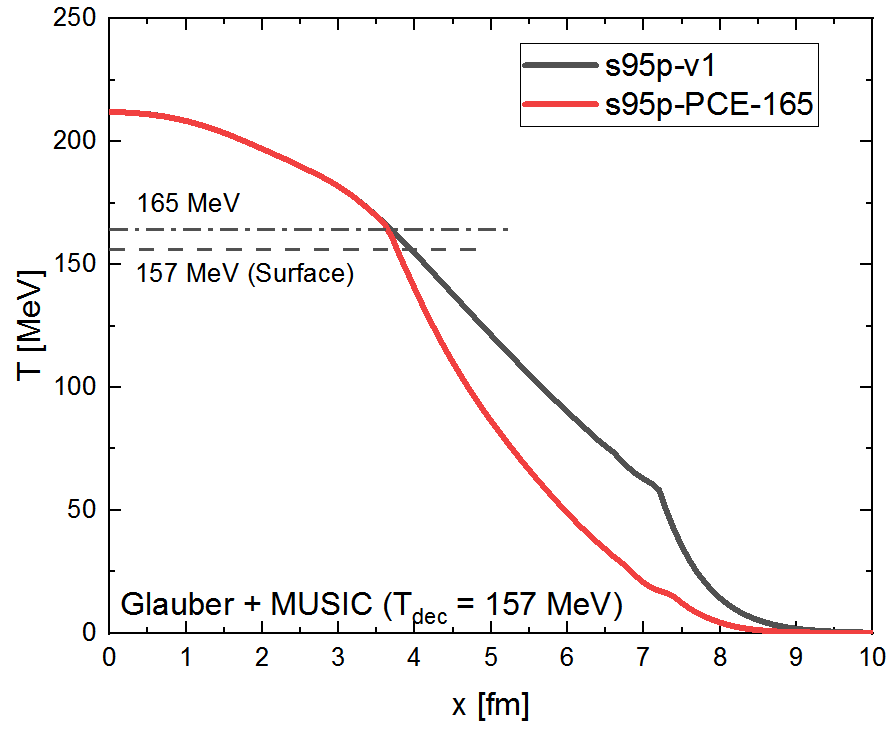 250
200
150
100
50
0
T [MeV]
s95p-v1
s95p-PCE-165
165 MeV
157 MeV (Surface)
Glauber + MUSIC (Tdec = 157 MeV)
0 1 2 3 4 5 6 7 8 9 10
x [fm]